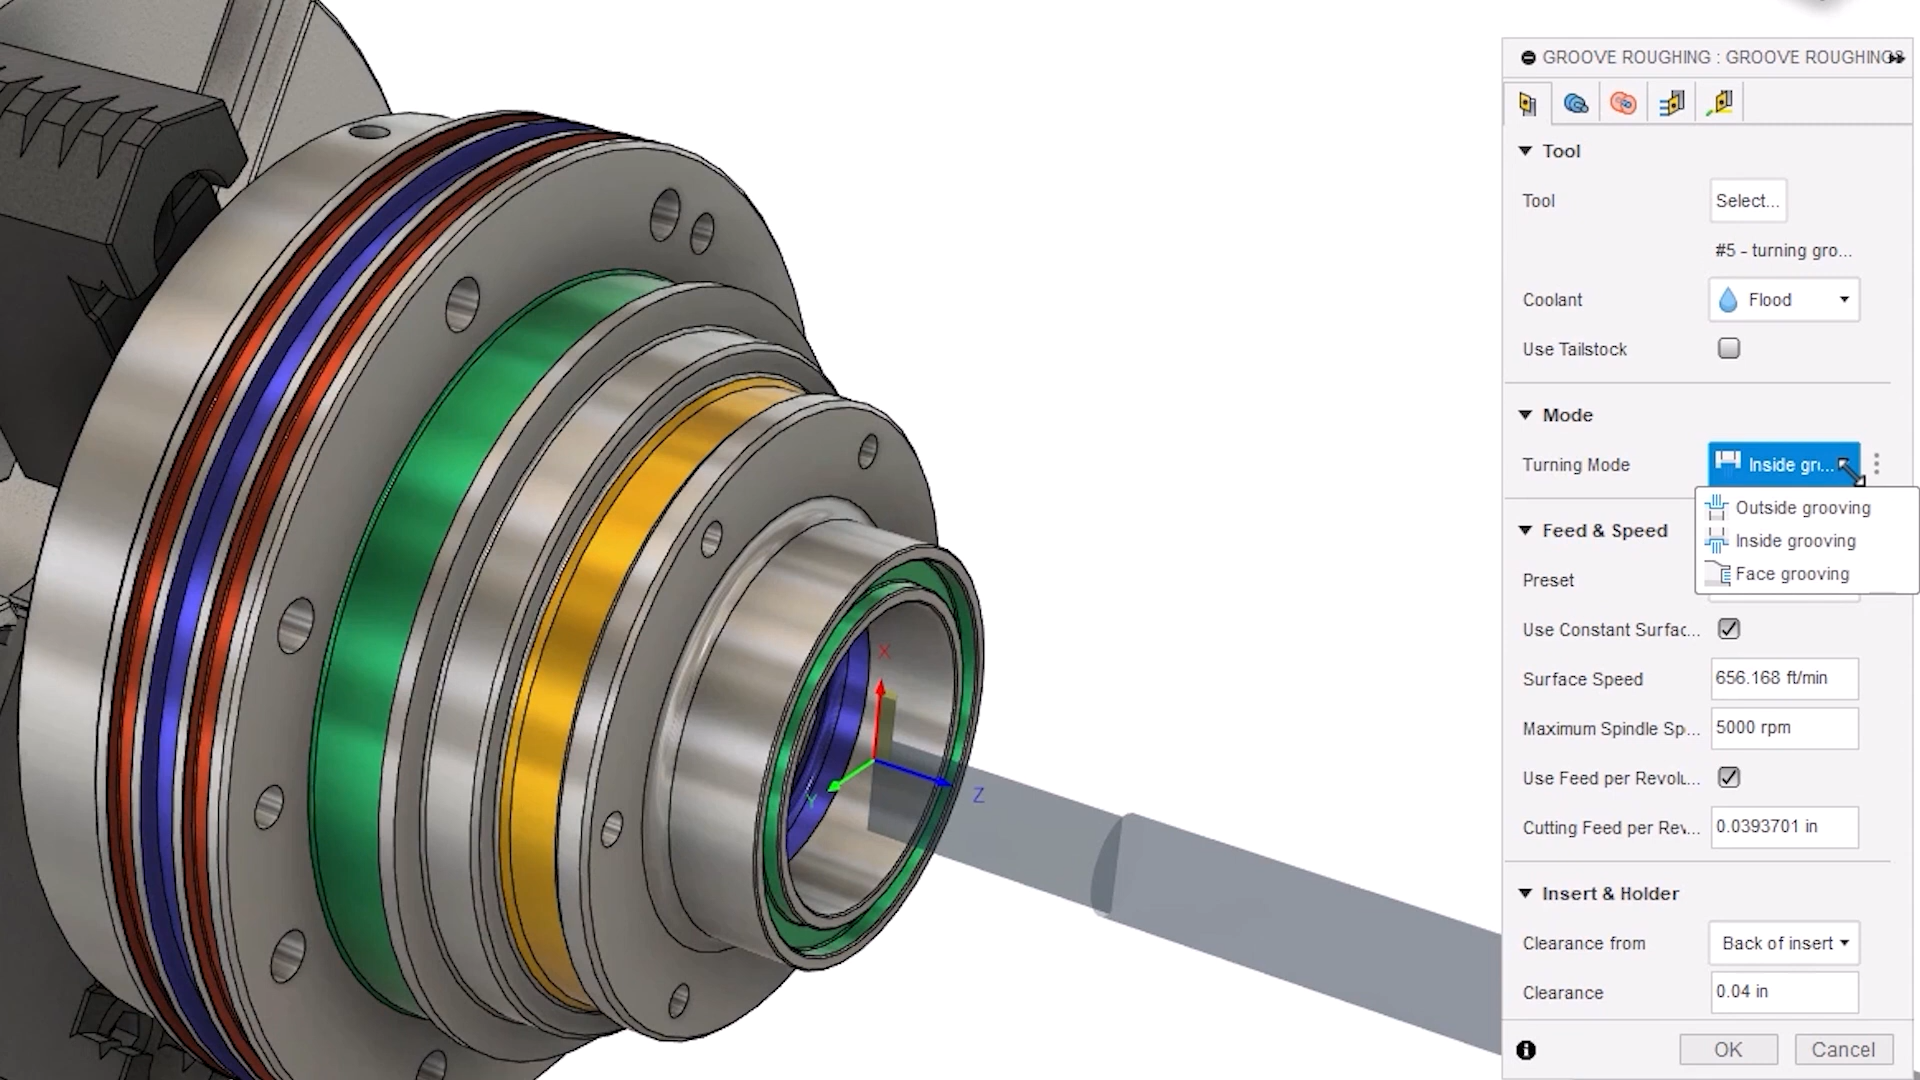 GROOVE ROUGHING : GROOVE ROUGHING
Tool
Tool Select...
#5 - turning gro...
Coolant Flood
Use Tailstock
Mode
Turning Mode Inside gr...
Outside grooving
Inside grooving
Face grooving
Feed & Speed
Preset
Use Constant Surfac...
Surface Speed 656.168 ft/min
Maximum Spindle Sp... 5000 rpm
Use Feed per Revolu...
Cutting Feed per Rev... 0.0393701 in
Insert & Holder
Clearance from Back of insert
Clearance 0.04 in
OK Cancel
X
Y
Z